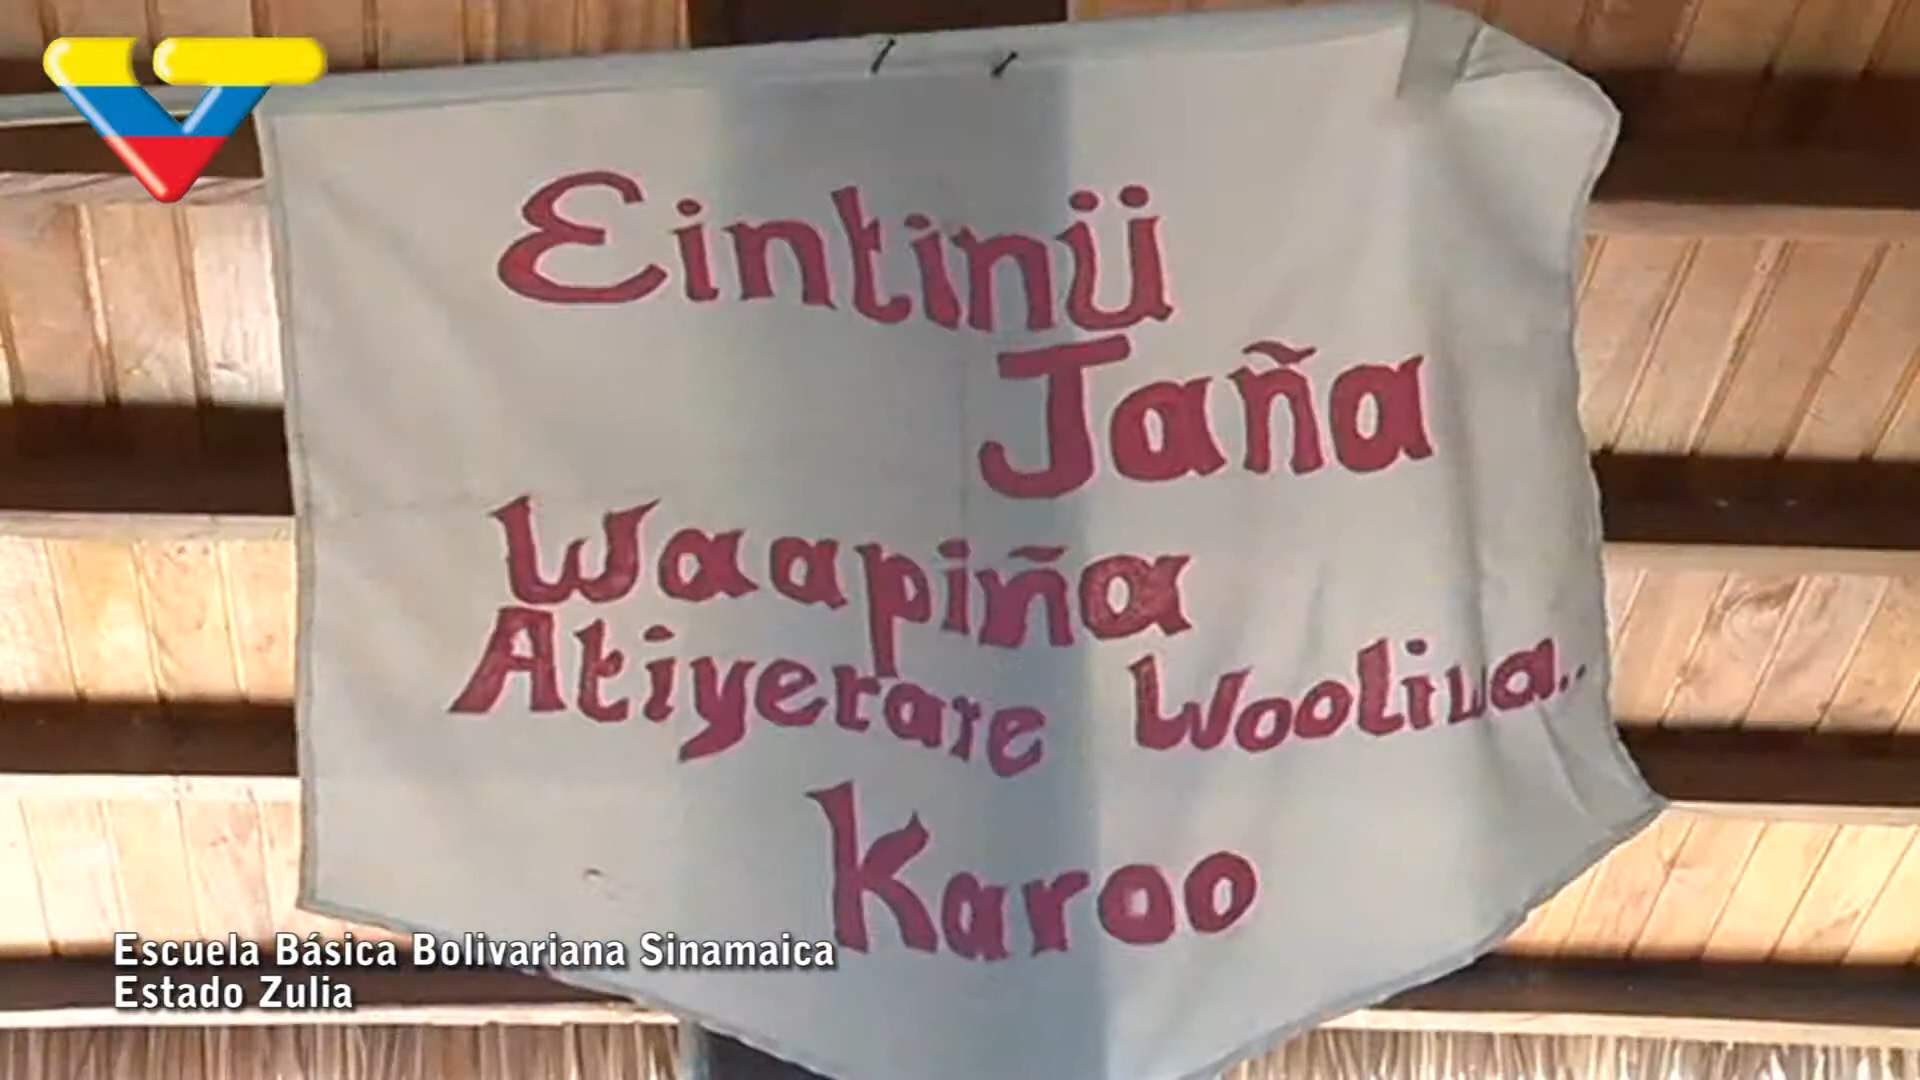 Eintinü
Jaña
Waapiña
Atiyerare Wooliwa..
Karoo
Escuela Básica Bolivariana Sinamaica
Estado Zulia